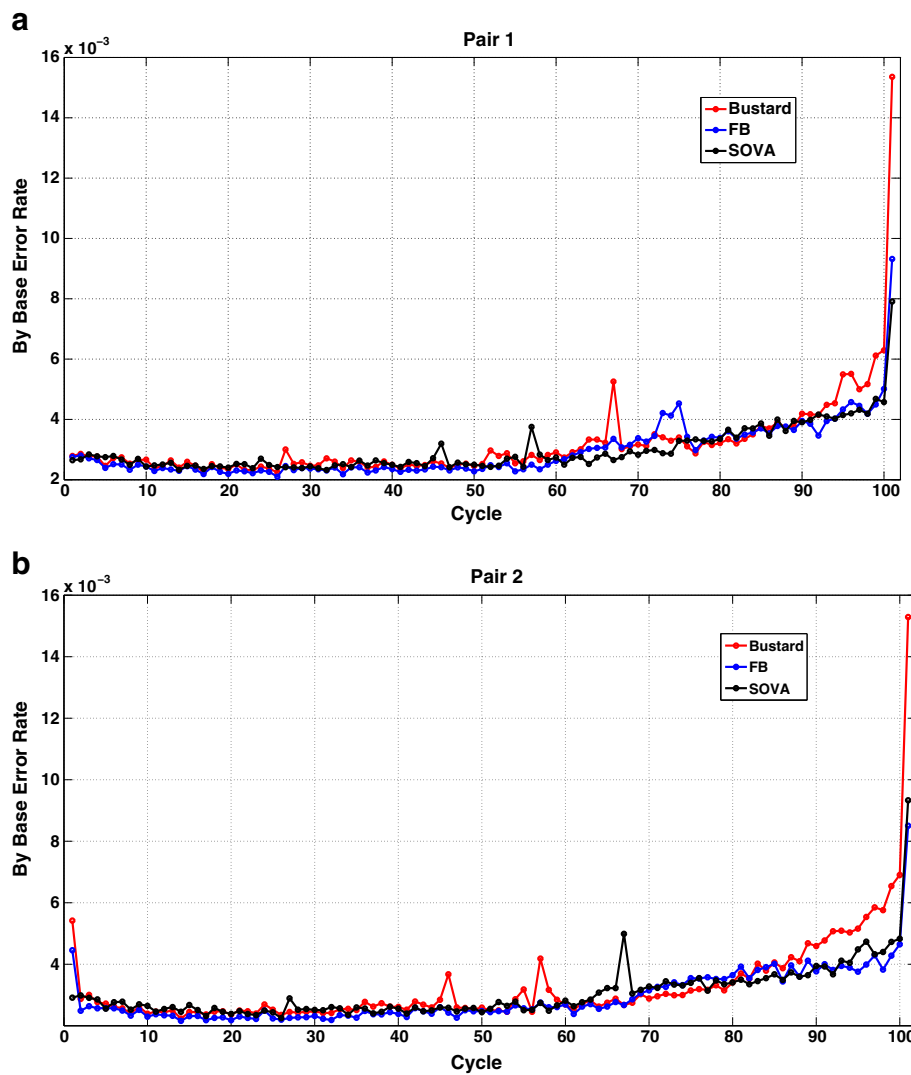 a
x 10⁻³
Pair 1
16
14
12
10
8
6
4
2
By Base Error Rate
Bustard
FB
SOVA
0 10 20 30 40 50 60 70 80 90 100
Cycle
b
x 10⁻³
Pair 2
16
14
12
10
8
6
4
By Base Error Rate
Bustard
FB
SOVA
0 10 20 30 40 50 60 70 80 90 100
Cycle